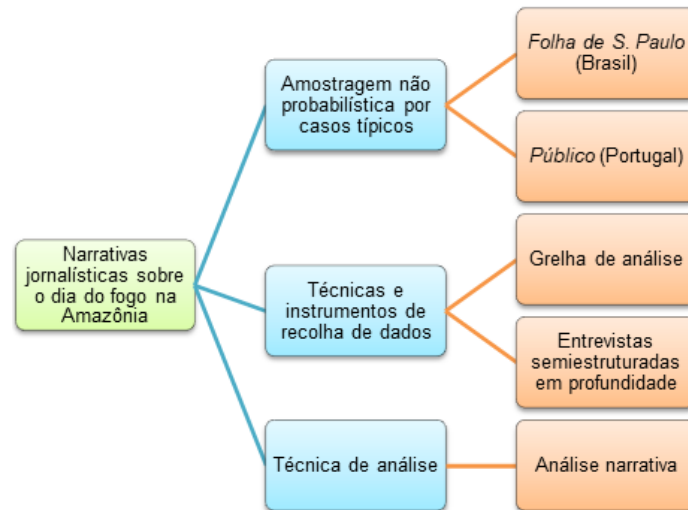 Narrativas
jornalísticas sobre
o dia do fogo na
Amazônia
Amostragem não
probabilística por
casos típicos
Folha de S. Paulo
(Brasil)
Público (Portugal)
Técnicas e
instrumentos de
recolha de dados
Grelha de análise
Entrevistas
semiestruturadas
em profundidade
Técnica de análise
Análise narrativa